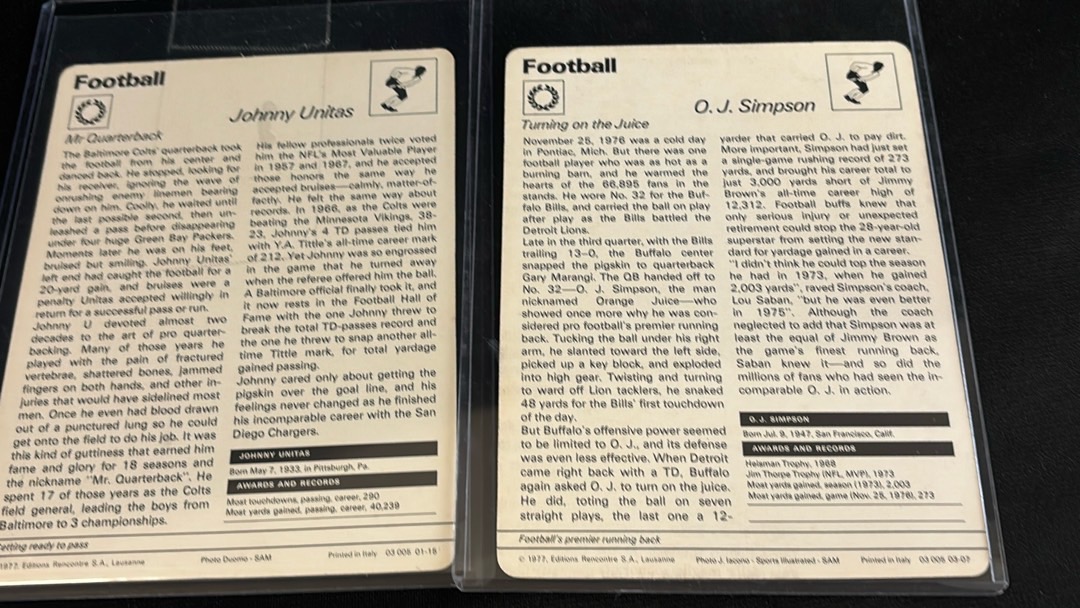 Football
Johnny Unitas
Mr Quarterback
The Baltimore Colts' quarterback took
the football from his center and
danced back. He stopped, looking for
his receiver, ignoring the wave of
onrushing enemy linemen bearing
down on him. Coolly, he waited until
the last possible second, then un-
leashed a pass before disappearing
under four huge Green Bay Packers.
Moments later he was on his feet,
bruised but smiling. Johnny Unitas'
left end had caught the football for a
20-yard gain, and bruises were a
penalty Unitas accepted willingly in
return for a successful pass or run.
Johnny U devoted almost two
decades to the art of pro quarter-
backing. Many of those years he
played with the pain of fractured
vertebrae, shattered bones, jammed
fingers on both hands, and other in-
juries that would have sidelined most
men. Once he even had blood drawn
out of a punctured lung so he could
get onto the field to do his job. It was
this kind of guttiness that earned him
fame and glory for 18 seasons and
the nickname "Mr. Quarterback". He
spent 17 of those years as the Colts
field general, leading the boys from
Baltimore to 3 championships.
His fellow professionals twice voted
him the NFL's Most Valuable Player
in 1957 and 1967, and he accepted
those honors the same way he
accepted bruises—calmly, matter-of-
factly. He felt the same way about
records. In 1966, as the Colts were
beating the Minnesota Vikings, 38-
23, Johnny's 4 TD passes tied him
with Y.A. Tittle's all-time career mark
of 212. Yet Johnny was so engrossed
in the game that he turned away
when the referee offered him the ball.
A Baltimore official finally took it, and
it now rests in the Football Hall of
Fame with the one Johnny threw to
break the total TD-passes record and
the one he threw to snap another all-
time Tittle mark, for total yardage
gained passing.
Johnny cared only about getting the
pigskin over the goal line, and his
feelings never changed as he finished
his incomparable career with the San
Diego Chargers.
JOHNNY UNITAS
Born May 7, 1933, in Pittsburgh, Pa.
AWARDS AND RECORDS
Most touchdowns, passing, career, 290
Most yards gained, passing, career, 40,239
etting ready to pass
1977, Editions Rencontre S.A., Lausanne
Photo Duomo - SAM
Printed in Italy 03 005 01-18
Football
O. J. Simpson
Turning on the Juice
November 25, 1976 was a cold day
in Pontiac, Mich. But there was one
football player who was as hot as a
burning barn, and he warmed the
hearts of the 66,895 fans in the
stands. He wore No. 32 for the Buf-
falo Bills, and carried the ball on play
after play as the Bills battled the
Detroit Lions.
Late in the third quarter, with the Bills
trailing 13-0, the Buffalo center
snapped the pigskin to quarterback
Gary Marangi. The QB handed off to
No. 32—O. J. Simpson, the man
nicknamed Orange Juice—who
showed once more why he was con-
sidered pro football's premier running
back. Tucking the ball under his right
arm, he slanted toward the left side,
picked up a key block, and exploded
into high gear. Twisting and turning
to ward off Lion tacklers, he snaked
48 yards for the Bills' first touchdown
of the day.
But Buffalo's offensive power seemed
to be limited to O. J., and its defense
was even less effective. When Detroit
came right back with a TD, Buffalo
again asked O. J. to turn on the juice.
He did, toting the ball on seven
straight plays, the last one a 12-
yarder that carried O. J. to pay dirt.
More important, Simpson had just set
a single-game rushing record of 273
yards, and brought his career total to
just 3,000 yards short of Jimmy
Brown's all-time career high of
12,312. Football buffs knew that
only serious injury or unexpected
retirement could stop the 28-year-old
superstar from setting the new stan-
dard for yardage gained in a career.
"I didn't think he could top the season
he had in 1973, when he gained
2,003 yards", raved Simpson's coach,
Lou Saban, "but he was even better
in 1975". Although the coach
neglected to add that Simpson was at
least the equal of Jimmy Brown as
the game's finest running back,
Saban knew it—and so did the
millions of fans who had seen the in-
comparable O. J. in action.
O. J. SIMPSON
Born Jul. 9, 1947, San Francisco, Calif.
AWARDS AND RECORDS
Heisman Trophy, 1968
Jim Thorpe Trophy (NFL, MVP), 1973
Most yards gained, season (1973), 2,003
Most yards gained, game (Nov. 25, 1976), 273
Football's premier running back
© 1977, Editions Rencontre S.A., Lausanne
Photo J. Iacono - Sports Illustrated - SAM
Printed in Italy 03 005 03-07